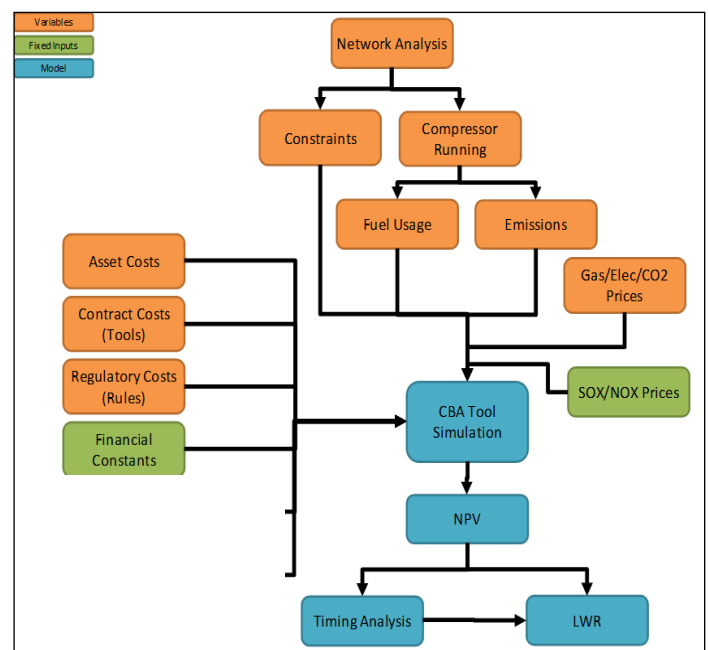 Variables
Fixed Inputs
Model
Network Analysis
Constraints
Compressor
Running
Fuel Usage
Emissions
Asset Costs
Gas/Elec/CO2
Prices
Contract Costs
(Tools)
Regulatory Costs
(Rules)
SOX/NOX Prices
CBA Tool
Simulation
Financial
Constants
NPV
Timing Analysis
LWR